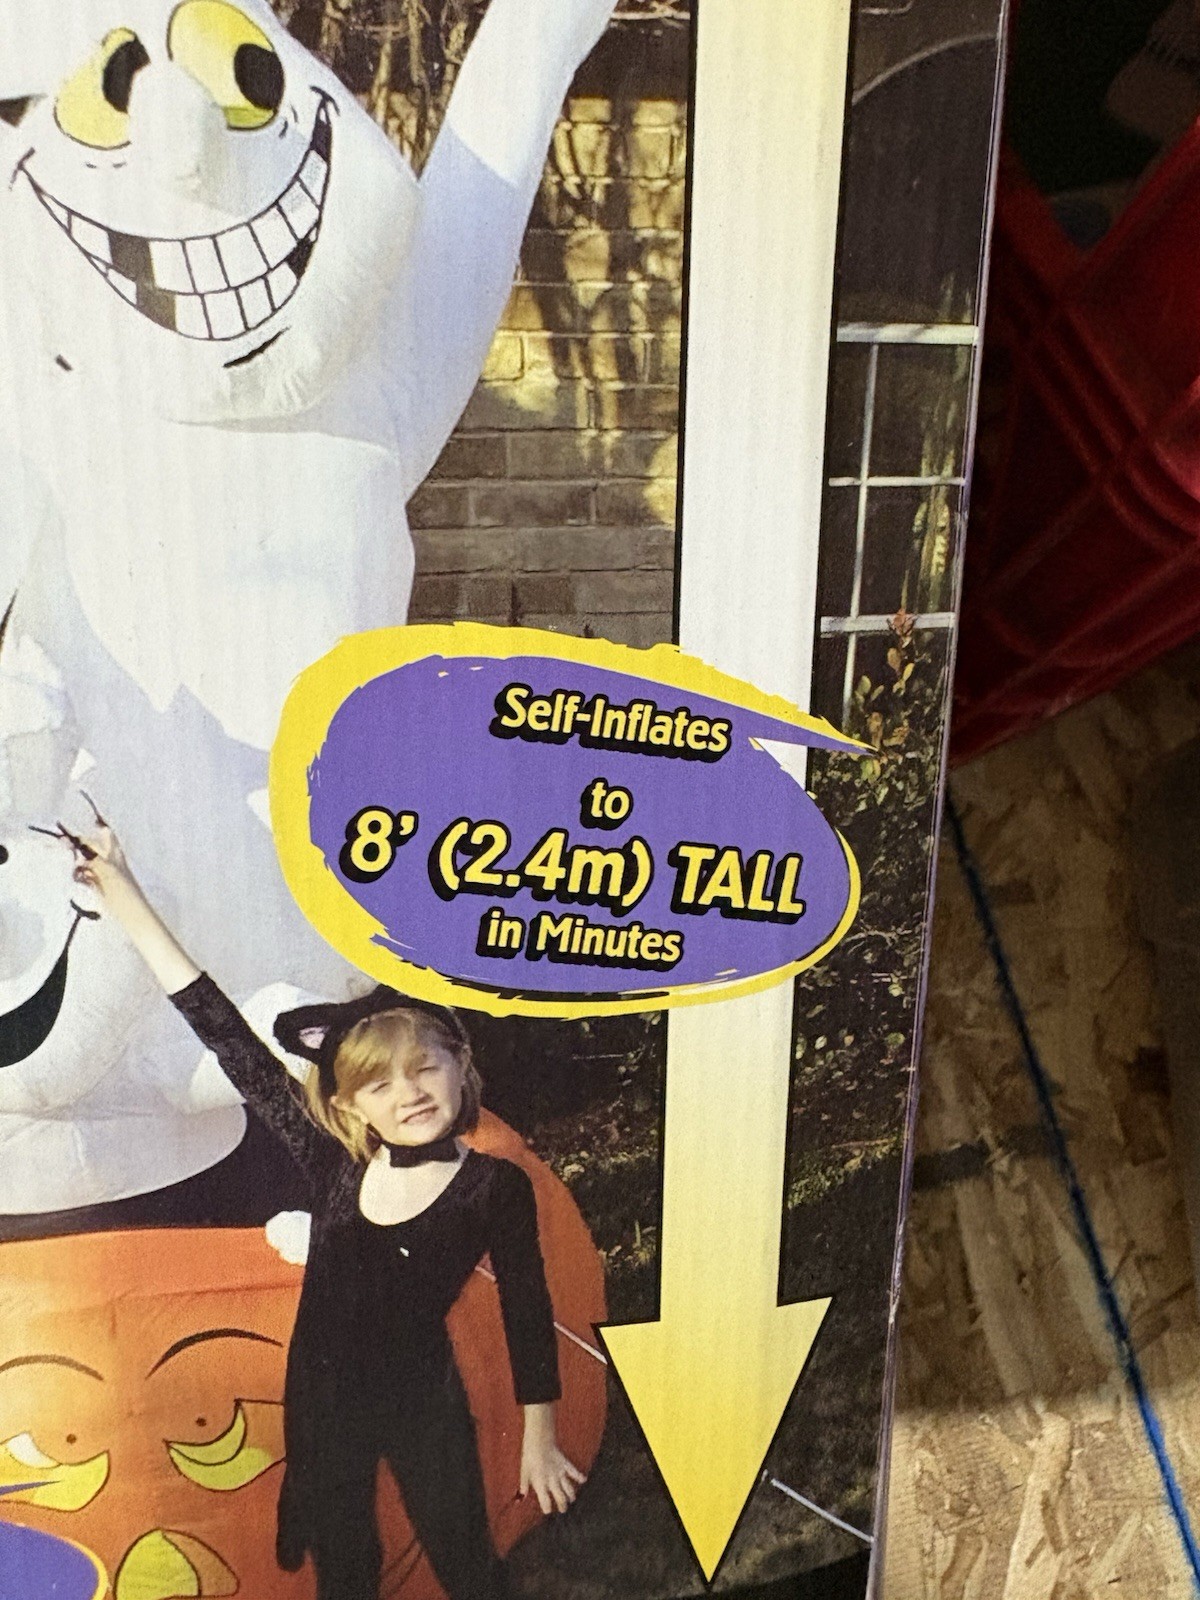 Self-Inflates
to
8' (2.4m) TALL
in Minutes